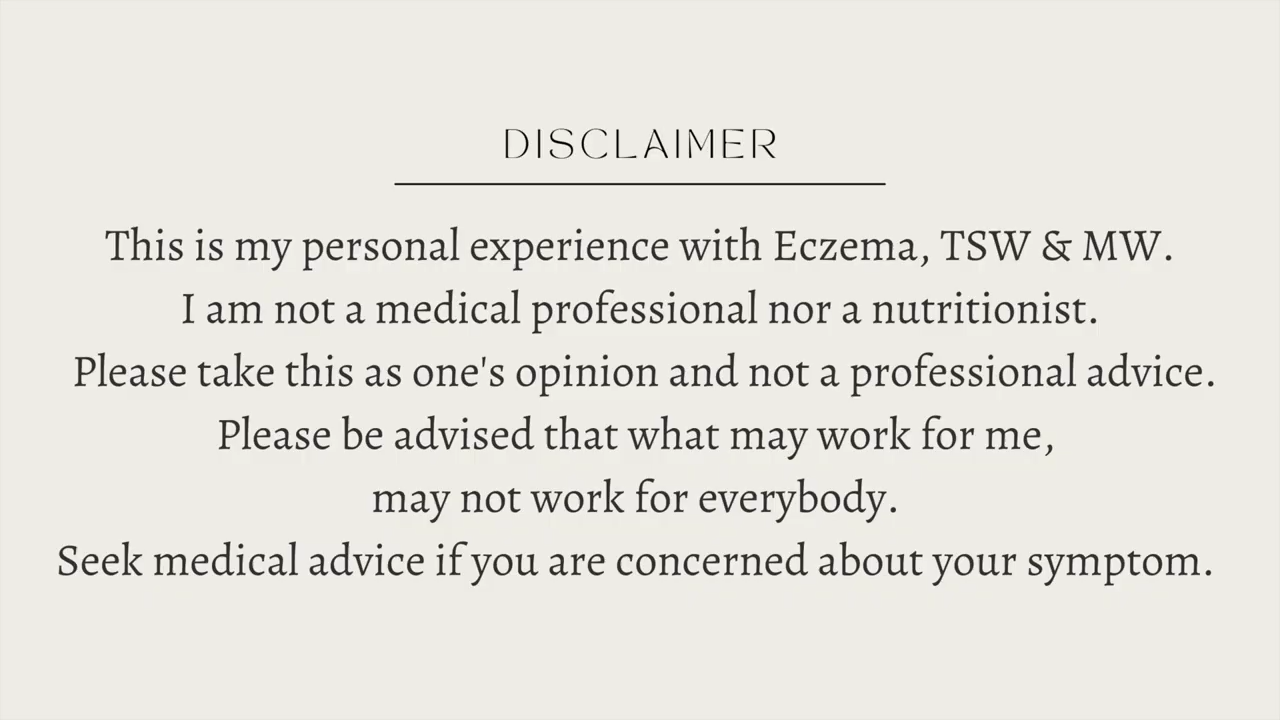 DISCLAIMER
This is my personal experience with Eczema, TSW & MW.
I am not a medical professional nor a nutritionist.
Please take this as one's opinion and not a professional advice.
Please be advised that what may work for me,
may not work for everybody.
Seek medical advice if you are concerned about your symptom.